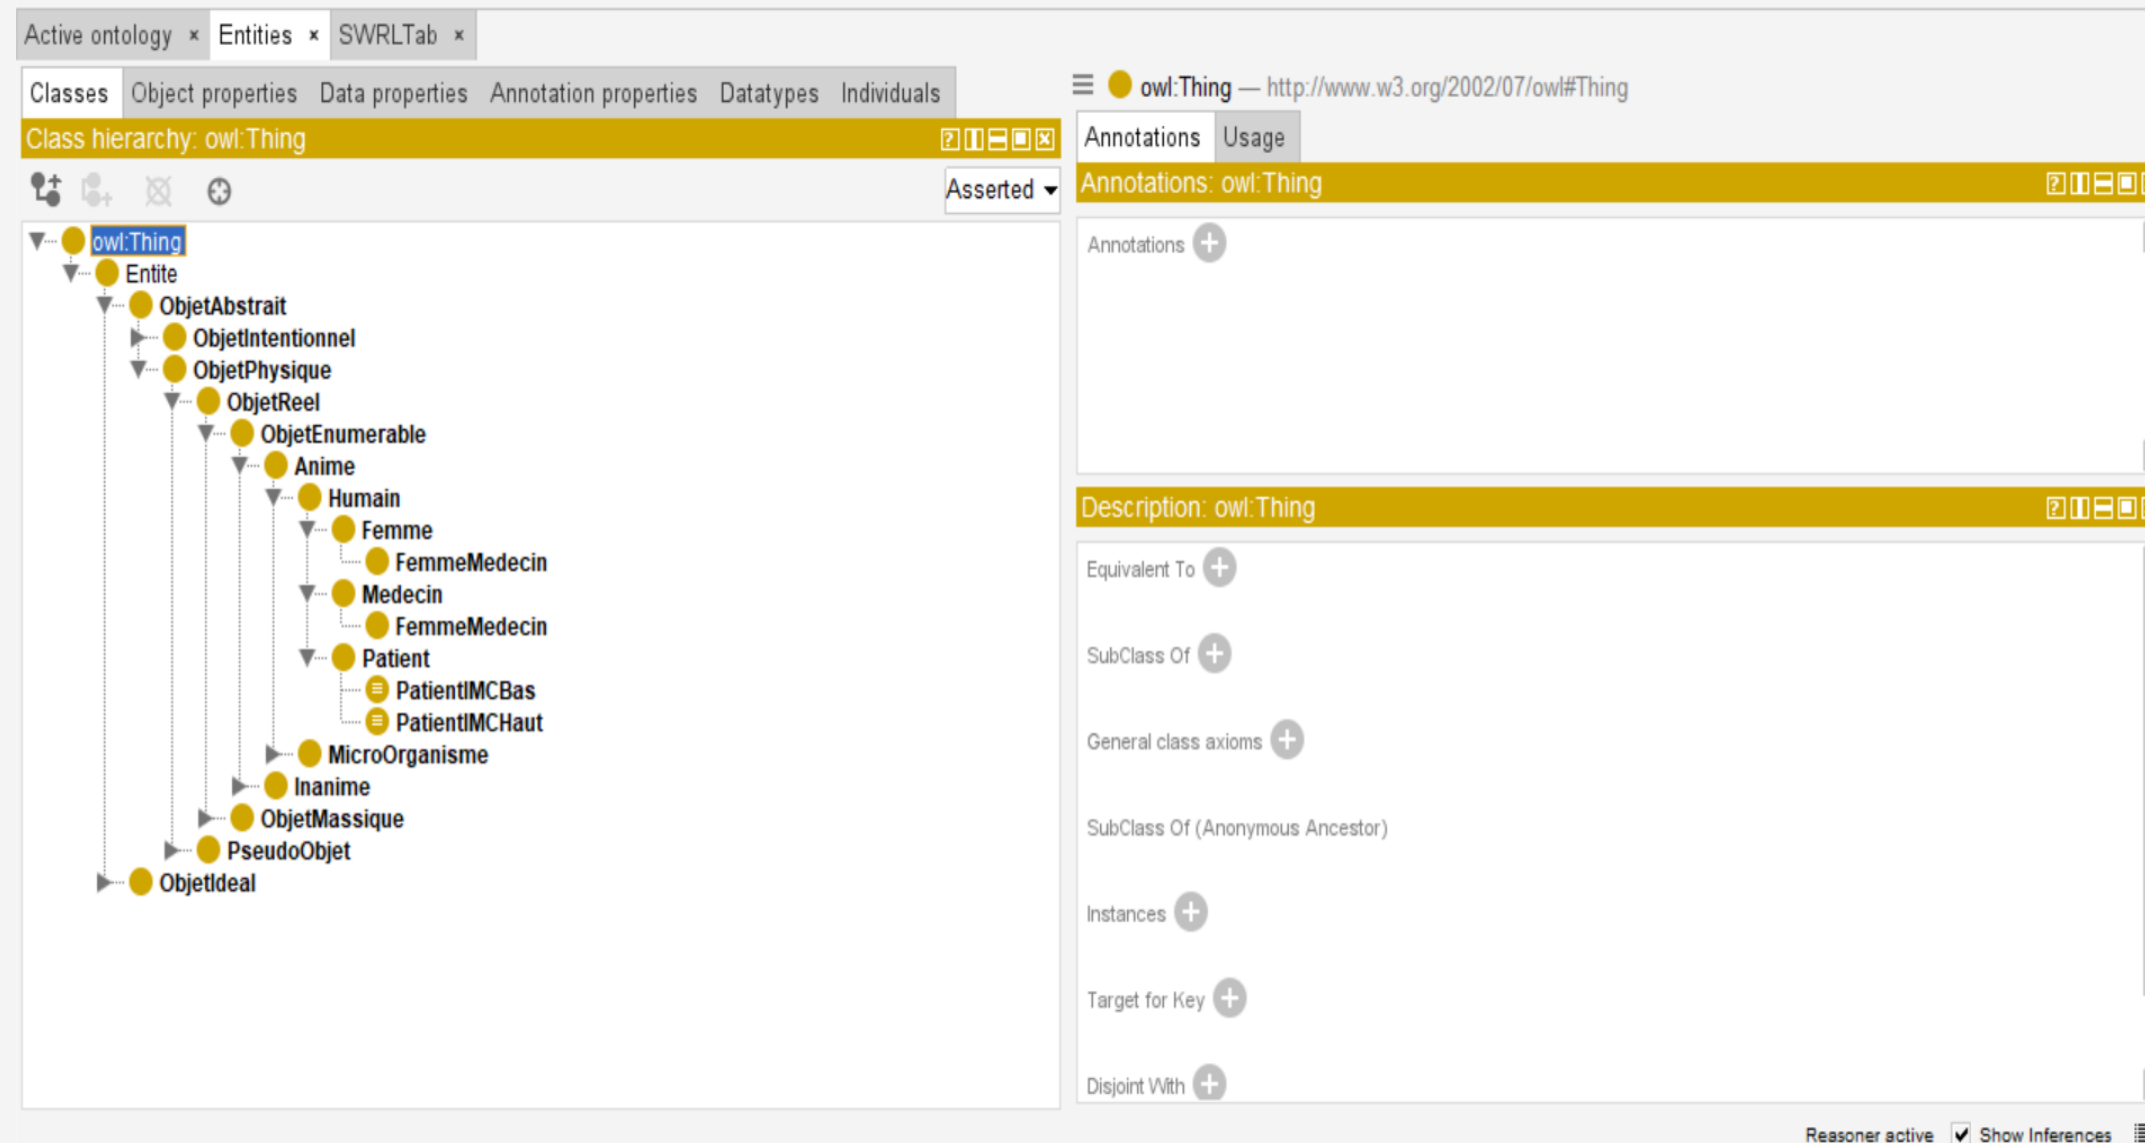 Active ontology × Entities × SWRLTab ×
Classes Object properties Data properties Annotation properties Datatypes Individuals
Class hierarchy: owl:Thing
Asserted
owl:Thing
Entite
ObjetAbstrait
ObjetIntentionnel
ObjetPhysique
ObjetReel
ObjetEnumerable
Anime
Humain
Femme
FemmeMedecin
Medecin
FemmeMedecin
Patient
PatientIMCBas
PatientIMCHaut
MicroOrganisme
Inanime
ObjetMassique
PseudoObjet
ObjetIdeal
owl:Thing — http://www.w3.org/2002/07/owl#Thing
Annotations Usage
Annotations: owl:Thing
Annotations
Description: owl:Thing
Equivalent To
SubClass Of
General class axioms
SubClass Of (Anonymous Ancestor)
Instances
Target for Key
Disjoint With
Reasoner active Show Inferences